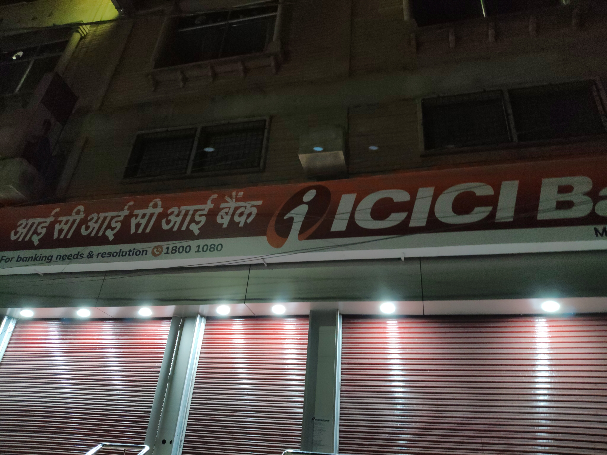 आई सी आई सी आई बैंक ICICI Ba
For banking needs & resolution 1800 1080